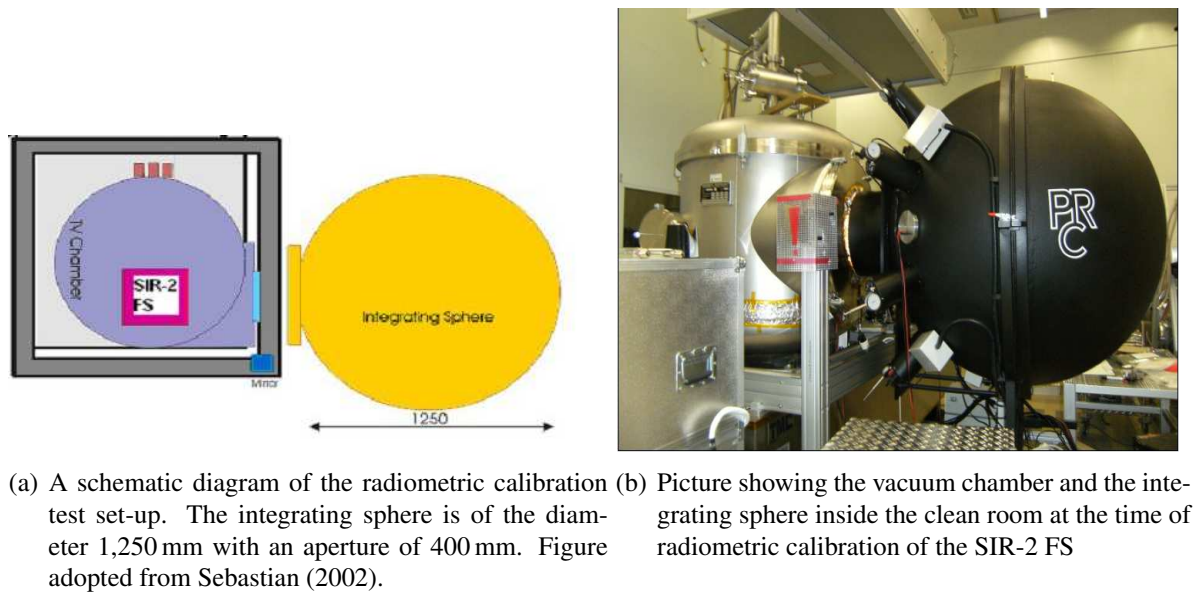 TV Chamber
SIR-2
FS
Integrating Sphere
Mirror
1250
PR
C
(a) A schematic diagram of the radiometric calibration
test set-up. The integrating sphere is of the diam-
eter 1,250 mm with an aperture of 400 mm. Figure
adopted from Sebastian (2002).
(b) Picture showing the vacuum chamber and the inte-
grating sphere inside the clean room at the time of
radiometric calibration of the SIR-2 FS